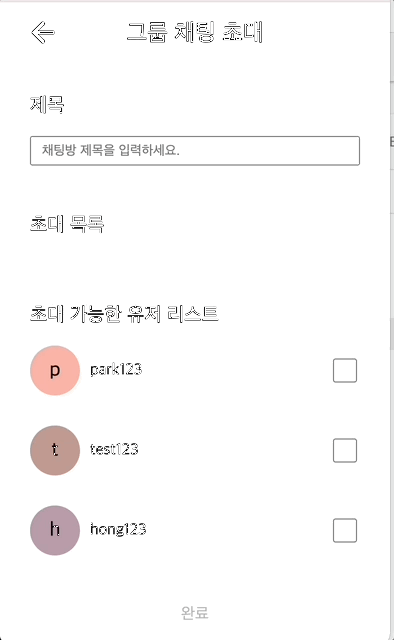 그룹 채팅 초대
제목
채팅방 제목을 입력하세요.
초대 목록
초대 가능한 유저 리스트
p park123
t test123
h hong123
완료